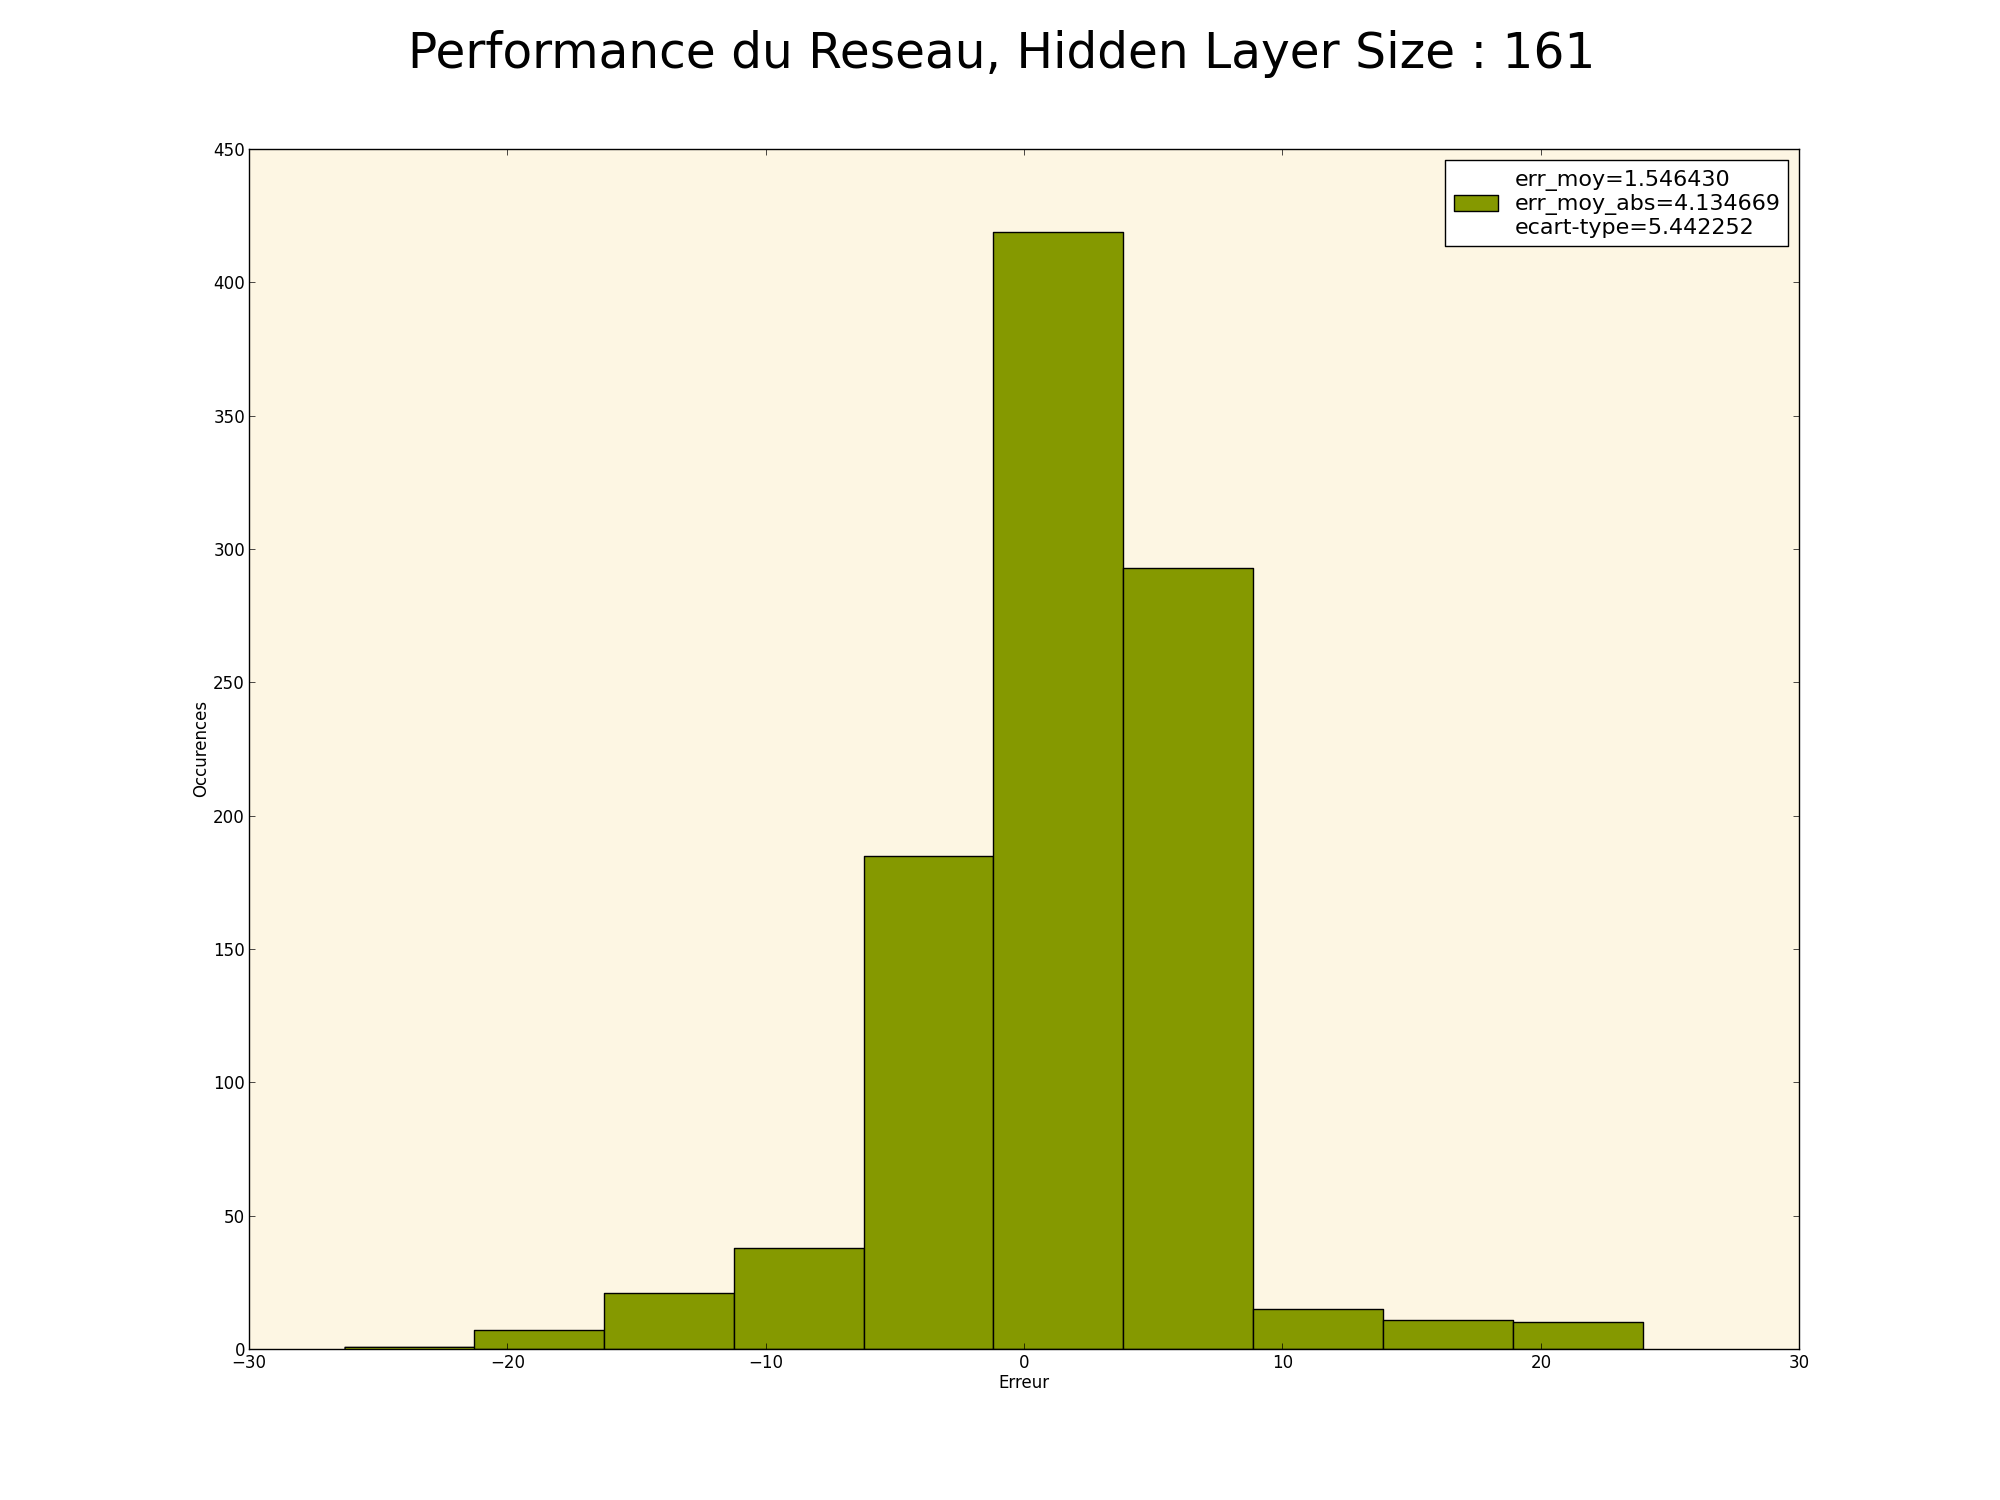 Performance du Reseau, Hidden Layer Size : 161
450
400
350
300
250
200
150
100
50
0
Occurences
err_moy=1.546430
err_moy_abs=4.134669
ecart-type=5.442252
−30 −20 −10 0 10 20 30
Erreur